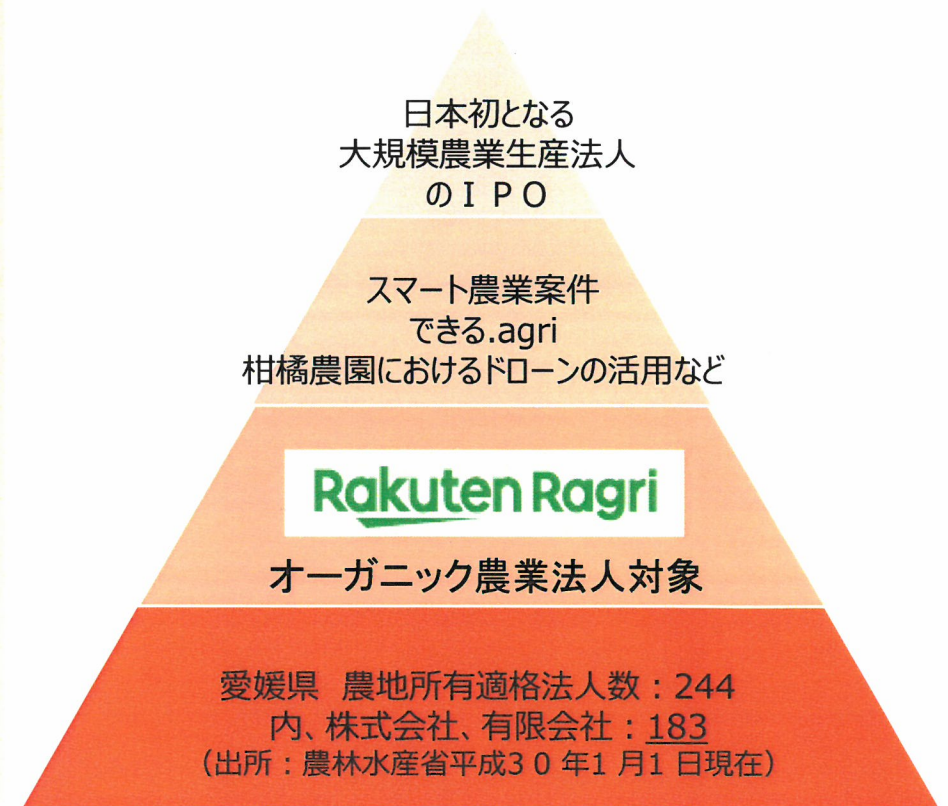 日本初となる
大規模農業生産法人
のＩＰＯ
スマート農業案件
できる.agri
柑橘農園におけるドローンの活用など
Rakuten Ragri
オーガニック農業法人対象
愛媛県　農地所有適格法人数：244
内、株式会社、有限会社：183
（出所：農林水産省平成3０年1月1日現在）